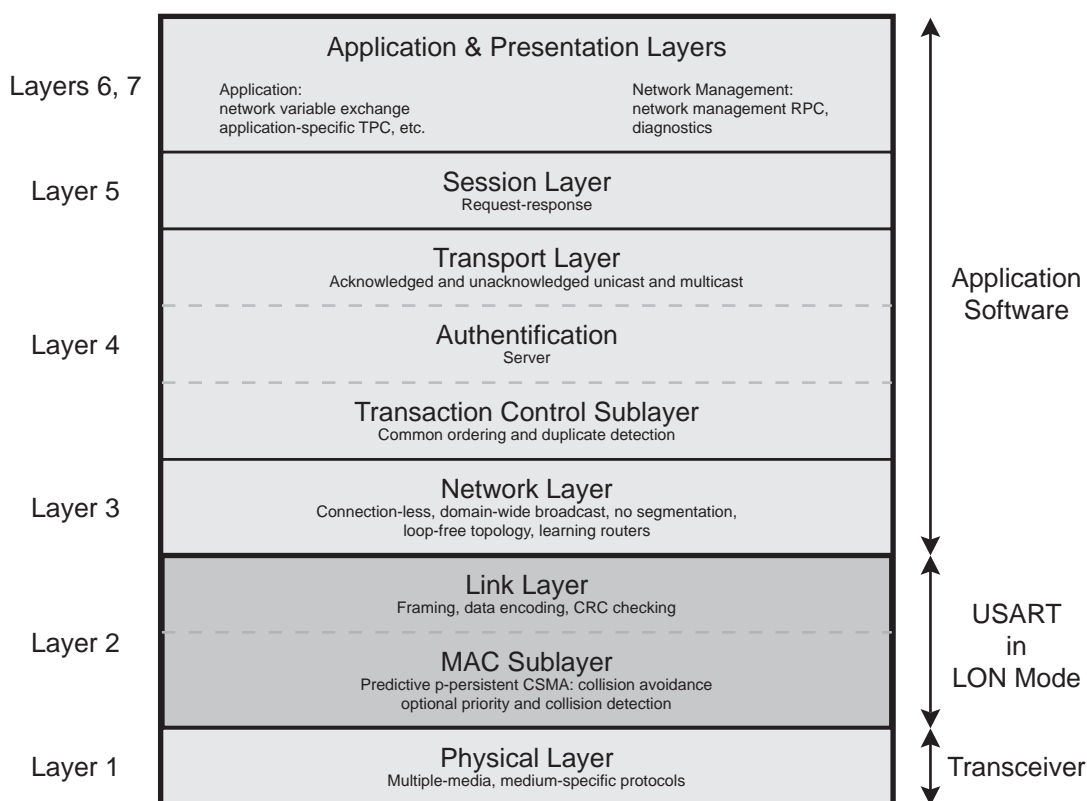 Application & Presentation Layers
Layers 6, 7
Application:
network variable exchange
application-specific TPC, etc.
Network Management:
network management RPC,
diagnostics
Layer 5
Session Layer
Request-response
Transport Layer
Acknowledged and unacknowledged unicast and multicast
Layer 4
Authentification
Server
Transaction Control Sublayer
Common ordering and duplicate detection
Layer 3
Network Layer
Connection-less, domain-wide broadcast, no segmentation,
loop-free topology, learning routers
Application
Software
Layer 2
Link Layer
Framing, data encoding, CRC checking
MAC Sublayer
Predictive p-persistent CSMA: collision avoidance
optional priority and collision detection
USART
in
LON Mode
Layer 1
Physical Layer
Multiple-media, medium-specific protocols
Transceiver